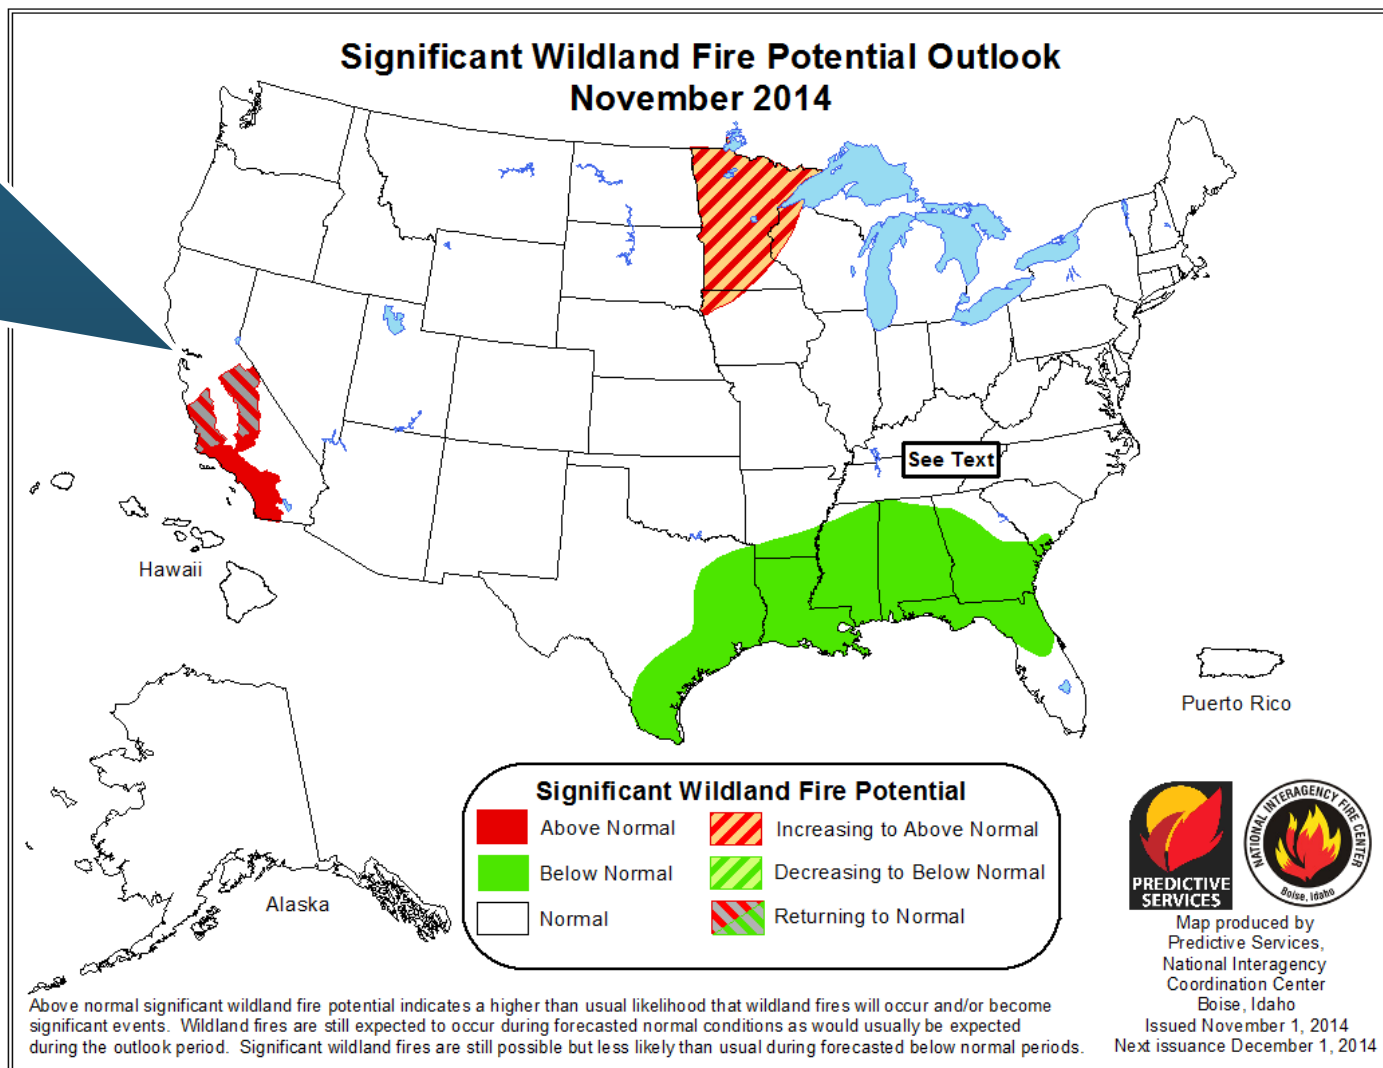 Significant Wildland Fire Potential Outlook
November 2014
See Text
Hawaii
Puerto Rico
Alaska
Significant Wildland Fire Potential
Above Normal
Increasing to Above Normal
Below Normal
Decreasing to Below Normal
Normal
Returning to Normal
PREDICTIVE
SERVICES
NATIONAL INTERAGENCY FIRE CENTER
Boise, Idaho
Map produced by
Predictive Services,
National Interagency
Coordination Center
Boise, Idaho
Issued November 1, 2014
Next issuance December 1, 2014
Above normal significant wildland fire potential indicates a higher than usual likelihood that wildland fires will occur and/or become
significant events.  Wildland fires are still expected to occur during forecasted normal conditions as would usually be expected
during the outlook period.  Significant wildland fires are still possible but less likely than usual during forecasted below normal periods.